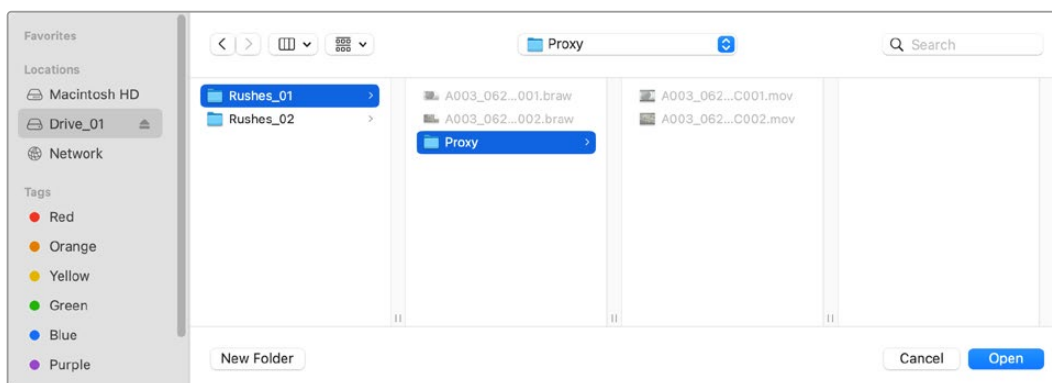 Favorites
Locations
Macintosh HD
Drive_01
Network
Tags
Red
Orange
Yellow
Green
Blue
Purple
Proxy
Search
Rushes_01
Rushes_02
A003_062...001.braw
A003_062...002.braw
Proxy
A003_062...C001.mov
A003_062...C002.mov
New Folder
Cancel
Open